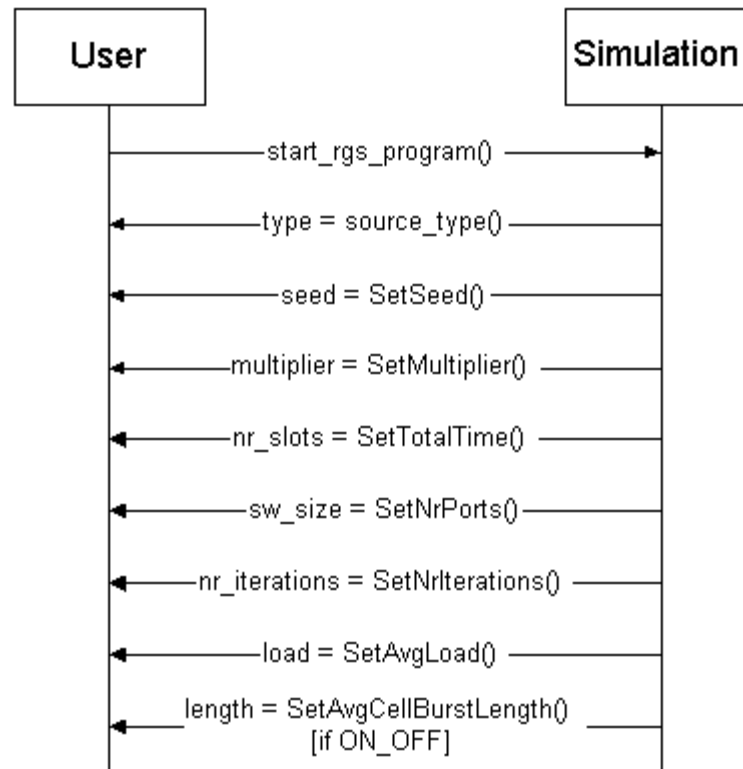 User
Simulation
start_rgs_program()
type = source_type()
seed = SetSeed()
multiplier = SetMultiplier()
nr_slots = SetTotalTime()
sw_size = SetNrPorts()
nr_iterations = SetNrIterations()
load = SetAvgLoad()
length = SetAvgCellBurstLength()
[if ON_OFF]